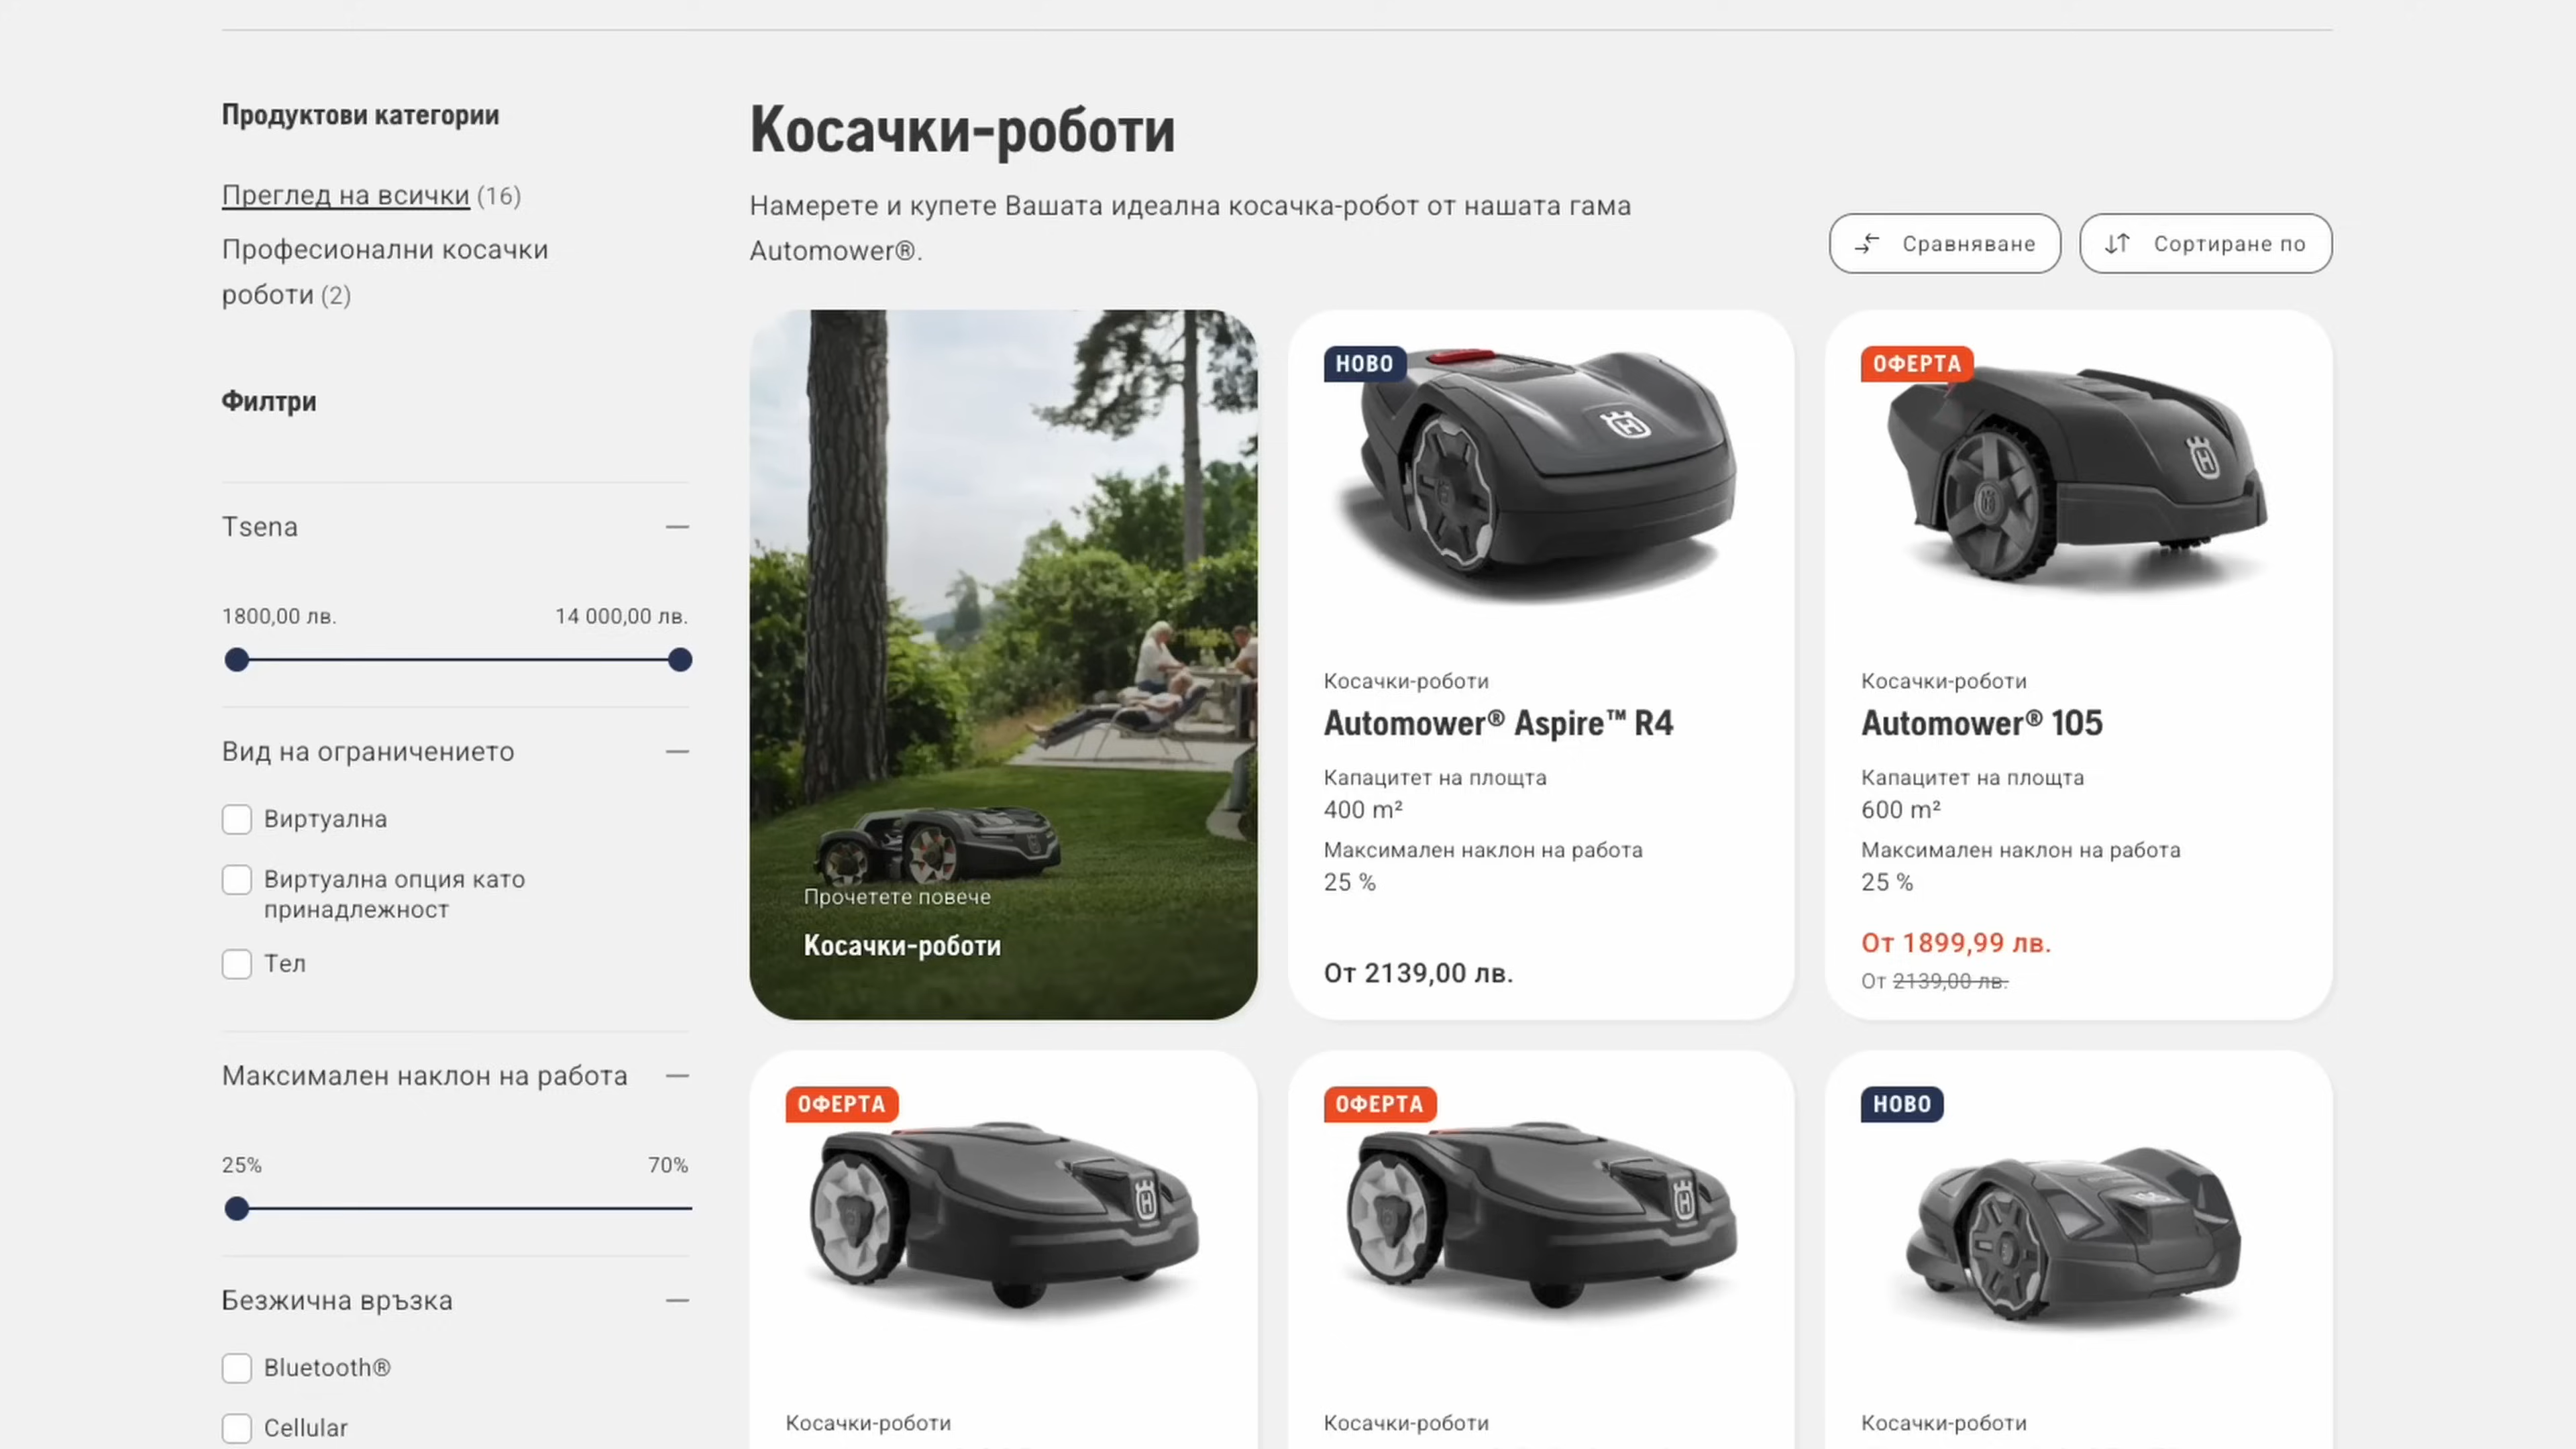 Продуктови категории
Преглед на всички (16)
Професионални косачки
роботи (2)
Филтри
Tsena
1800,00 лв. 14 000,00 лв.
Вид на ограничението
Виртуална
Виртуална опция като
принадлежност
Тел
Максимален наклон на работа
25% 70%
Безжична връзка
Bluetooth®
Cellular
Косачки-роботи
Намерете и купете Вашата идеална косачка-робот от нашата гама
Automower®.
Сравняване
Сортиране по
Прочетете повече
Косачки-роботи
НОВО
Косачки-роботи
Automower® Aspire™ R4
Капацитет на площта
400 m²
Максимален наклон на работа
25 %
От 2139,00 лв.
ОФЕРТА
Косачки-роботи
Automower® 105
Капацитет на площта
600 m²
Максимален наклон на работа
25 %
От 1899,99 лв.
От 2139,00 лв.
ОФЕРТА
Косачки-роботи
ОФЕРТА
Косачки-роботи
НОВО
Косачки-роботи